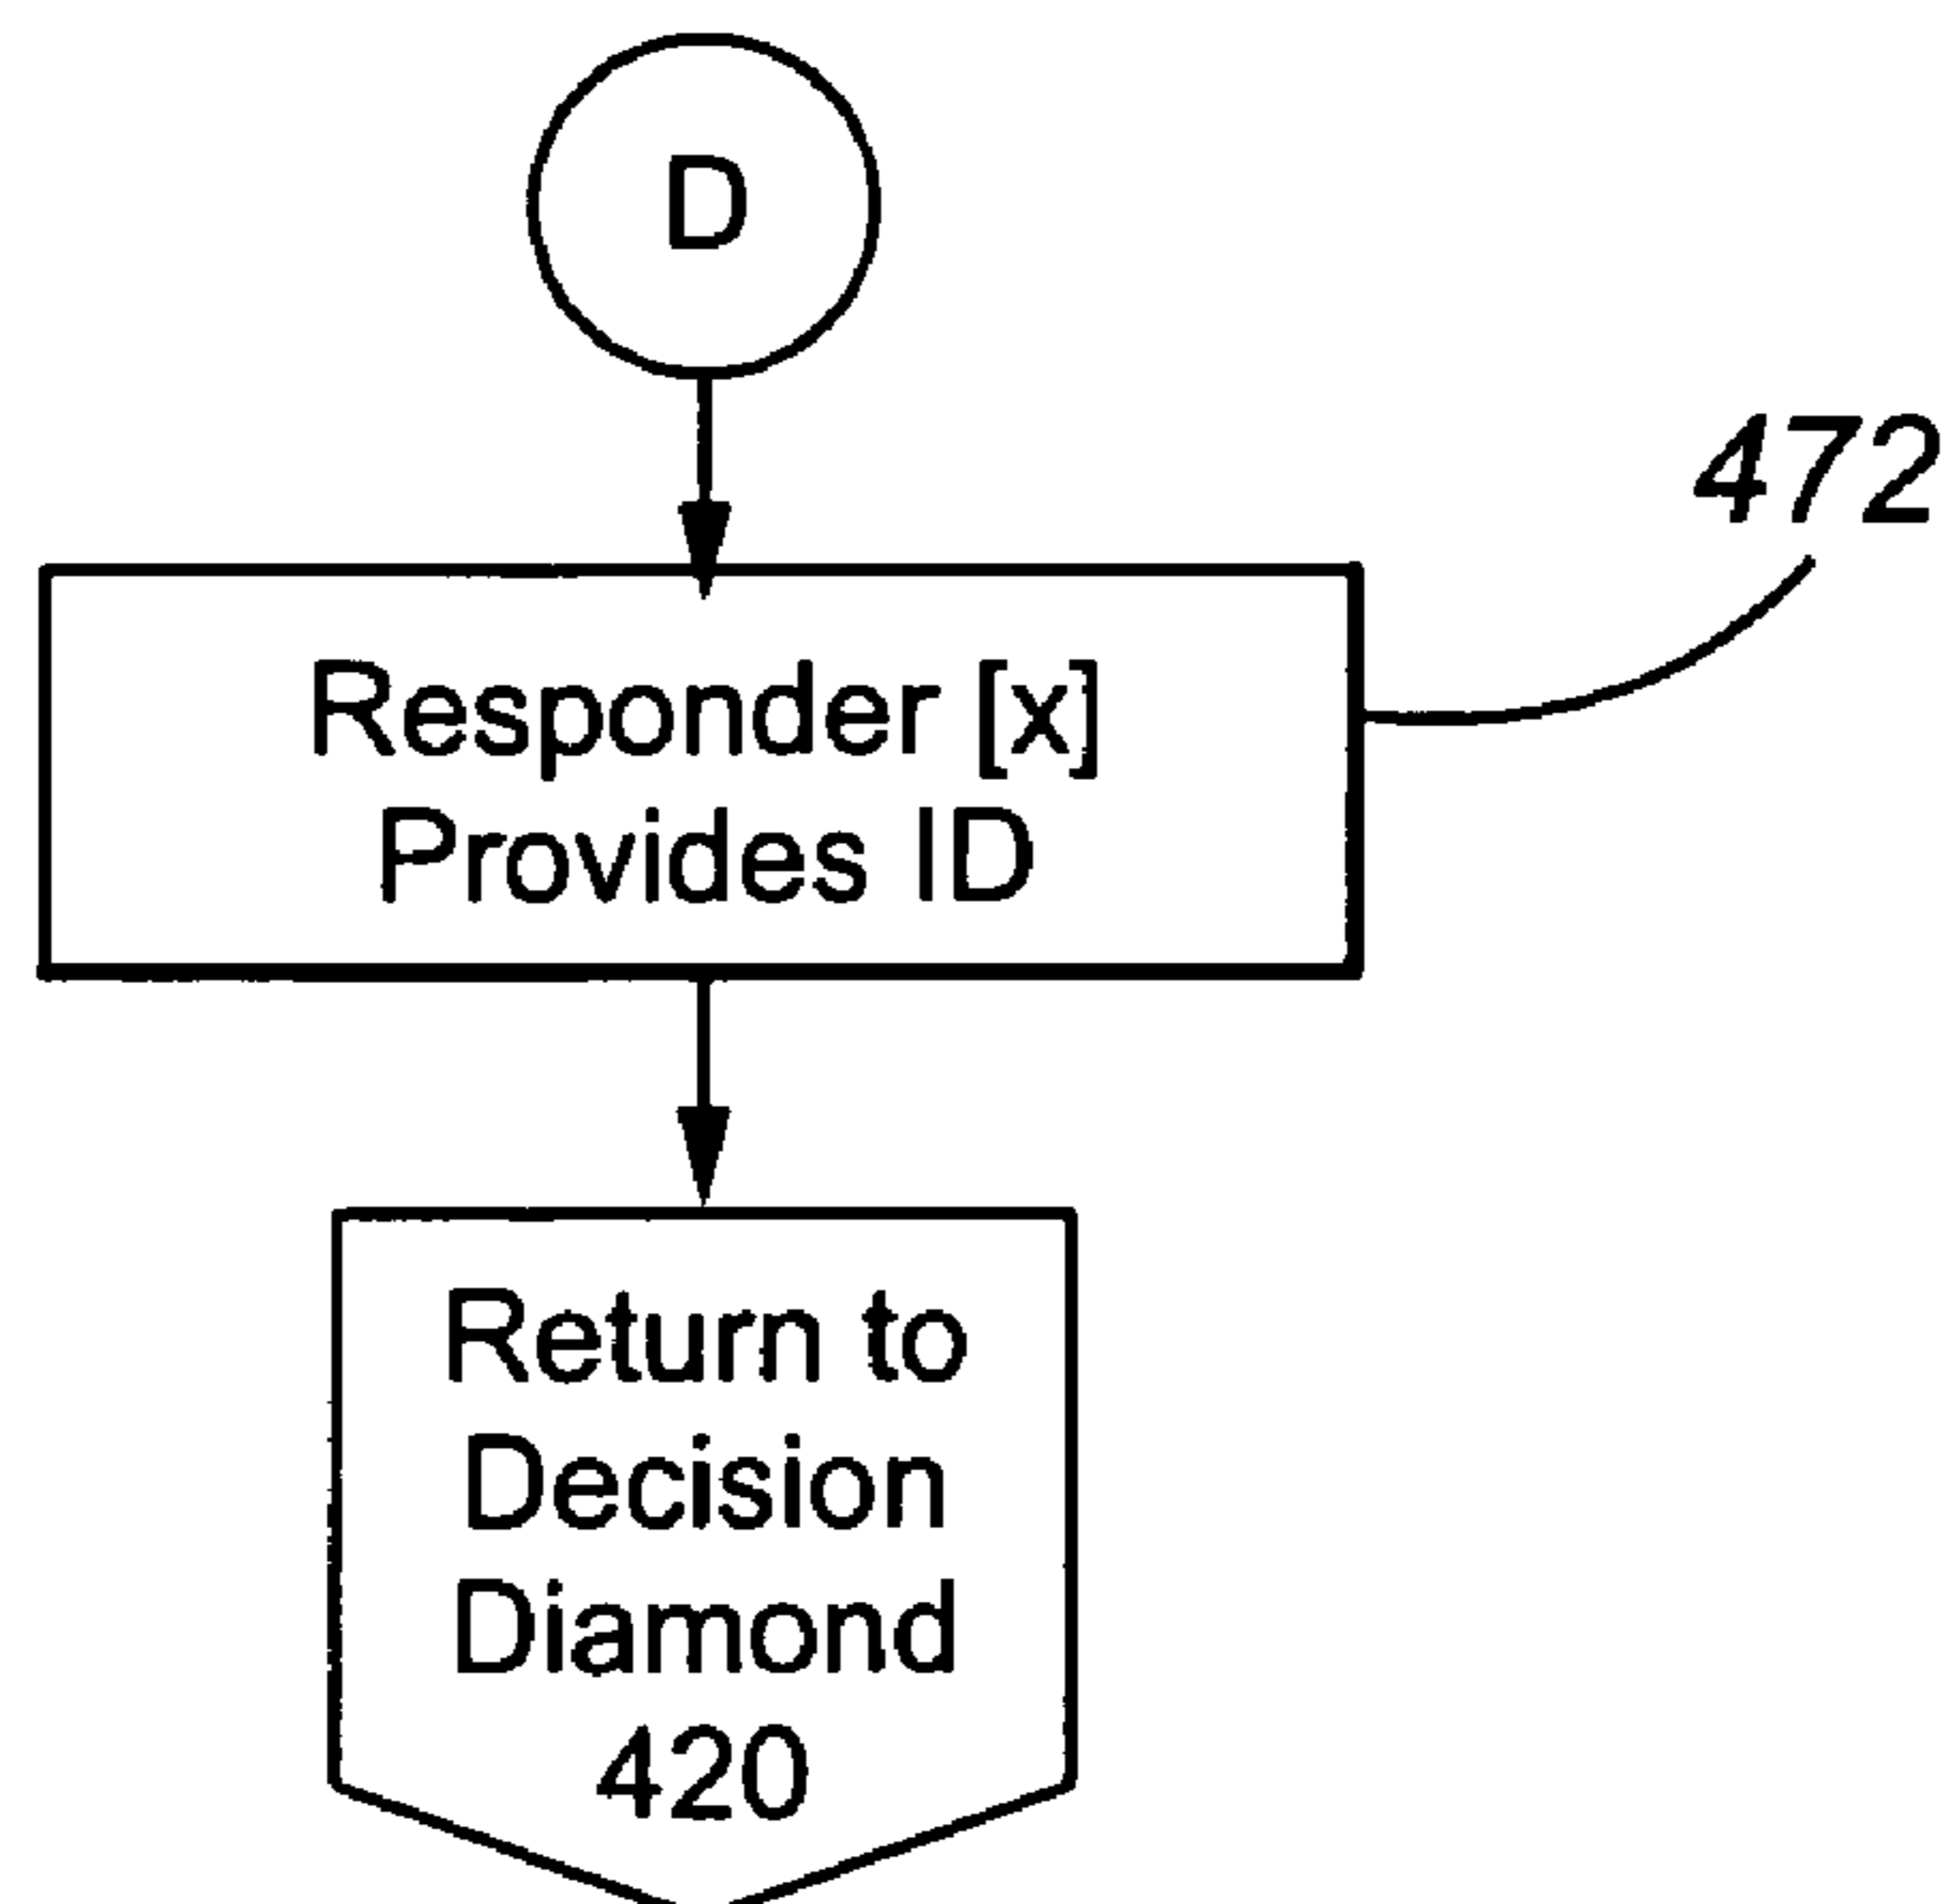 D
472
Responder [x]
Provides ID
Return to
Decision
Diamond
420